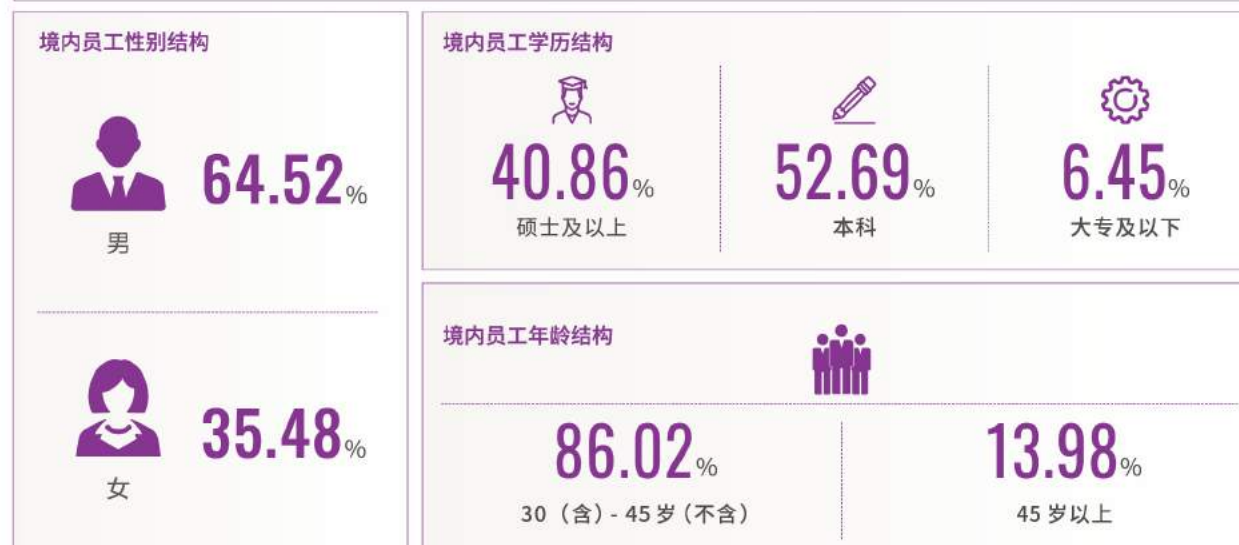 境内员工性别结构
64.52%
男
35.48%
女
境内员工学历结构
40.86%
硕士及以上
52.69%
本科
6.45%
大专及以下
境内员工年龄结构
86.02%
30（含）- 45 岁（不含）
13.98%
45 岁以上